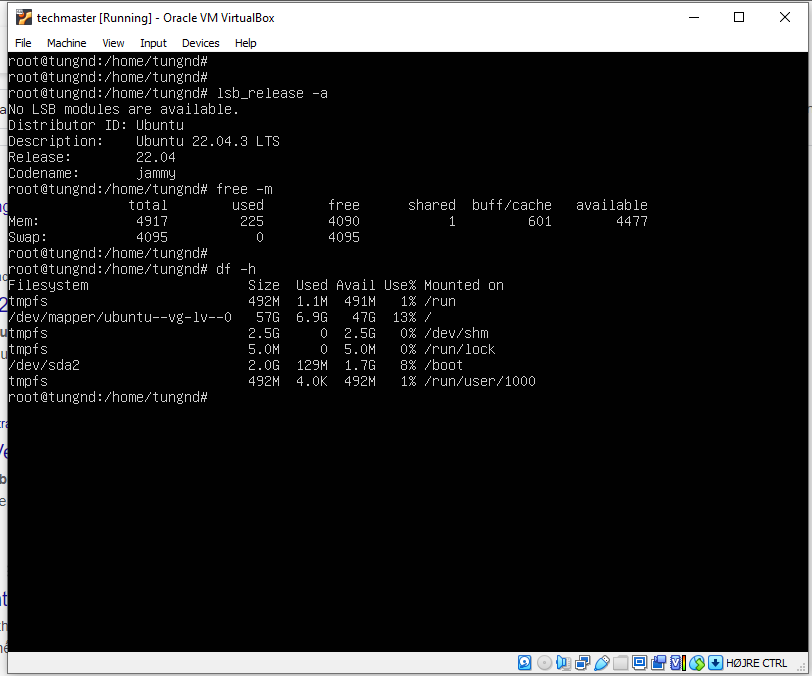 techmaster [Running] - Oracle VM VirtualBox
File Machine View Input Devices Help
root@tungnd:/home/tungnd#
root@tungnd:/home/tungnd#
root@tungnd:/home/tungnd# lsb_release -a
No LSB modules are available.
Distributor ID: Ubuntu
Description:    Ubuntu 22.04.3 LTS
Release:        22.04
Codename:       jammy
root@tungnd:/home/tungnd# free -m
               total        used        free      shared  buff/cache   available
Mem:            4917         225        4090           1         601        4477
Swap:           4095           0        4095
root@tungnd:/home/tungnd#
root@tungnd:/home/tungnd# df -h
Filesystem                    Size  Used Avail Use% Mounted on
tmpfs                         492M  1.1M  491M   1% /run
/dev/mapper/ubuntu--vg-lv--0   57G  6.9G   47G  13% /
tmpfs                         2.5G     0  2.5G   0% /dev/shm
tmpfs                         5.0M     0  5.0M   0% /run/lock
/dev/sda2                     2.0G  129M  1.7G   8% /boot
tmpfs                         492M  4.0K  492M   1% /run/user/1000
root@tungnd:/home/tungnd#
HØJRE CTRL